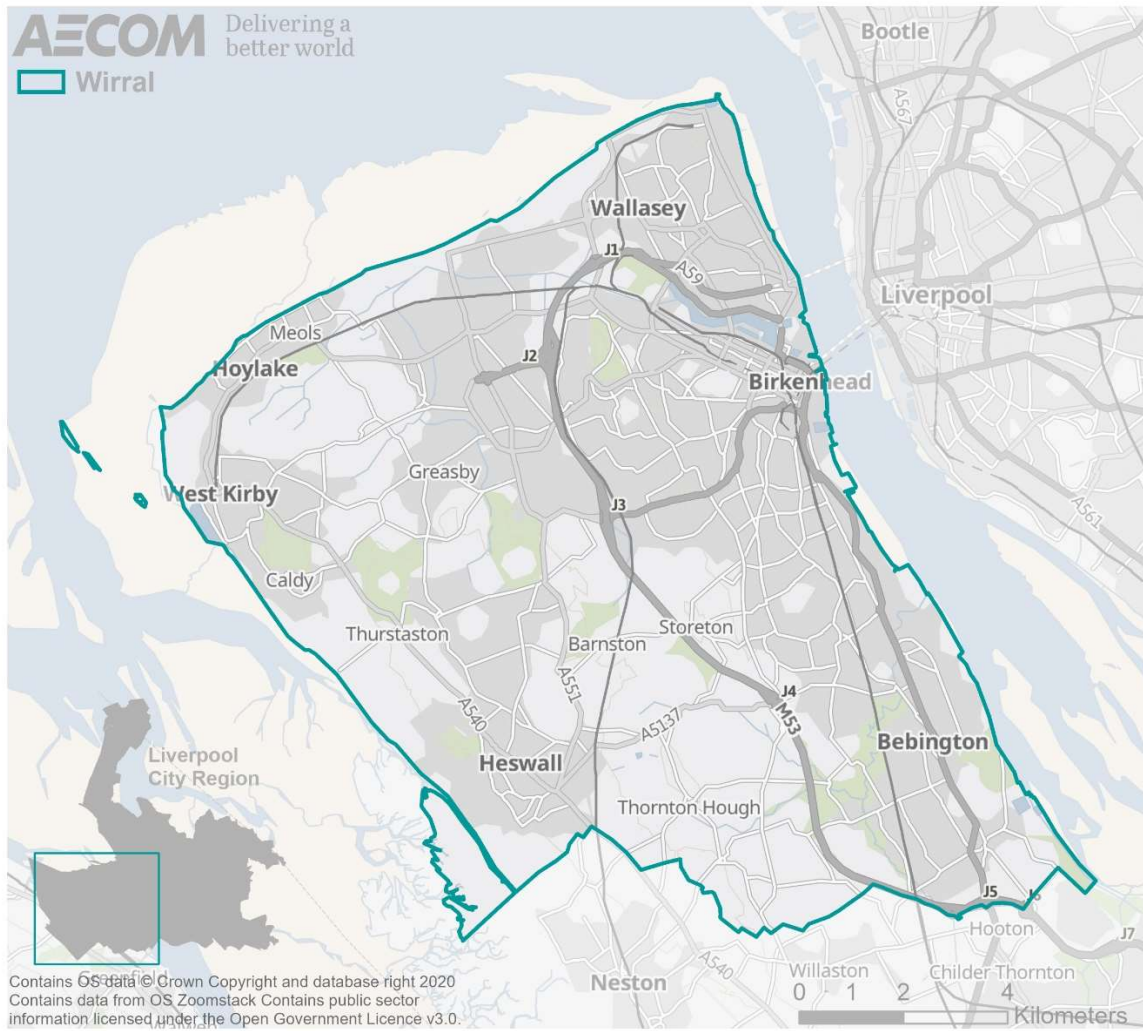 AECOM
Delivering a
better world
Wirral
Bootle
A567
Wallasey
J1
A59
Liverpool
Meols
Hoylake
J2
Birkenhead
Greasby
West Kirby
J3
A561
Caldy
Thurstaston
Storeton
Barnston
A551
J4
A540
A5137
M53
Bebington
Liverpool
City Region
Heswall
Thornton Hough
J5
J6
Hooton
J7
Greenfield
Neston
A540
Willaston
Childer Thornton
Contains OS data © Crown Copyright and database right 2020
Contains data from OS Zoomstack Contains public sector
information licensed under the Open Government Licence v3.0.
0 1 2 4
Kilometers